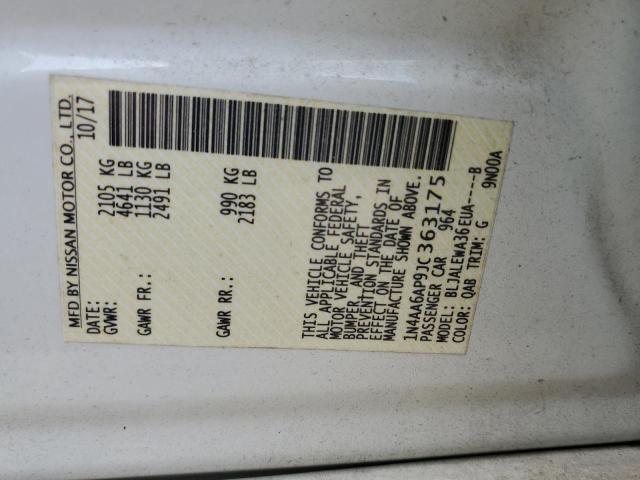 MFD BY NISSAN MOTOR CO., LTD.
DATE: 10/17
GVWR: 2105 KG
4641 LB
GAWR FR.: 1130 KG
2491 LB
GAWR RR.: 990 KG
2183 LB
THIS VEHICLE CONFORMS TO
ALL APPLICABLE FEDERAL
MOTOR VEHICLE SAFETY,
BUMPER, AND THEFT
PREVENTION STANDARDS IN
EFFECT ON THE DATE OF
MANUFACTURE SHOWN ABOVE.
1N4AA6AP9JC363175
PASSENGER CAR 964
MODEL: BLJALEWA36EUA----B
COLOR: QAB TRIM: G 9N00A